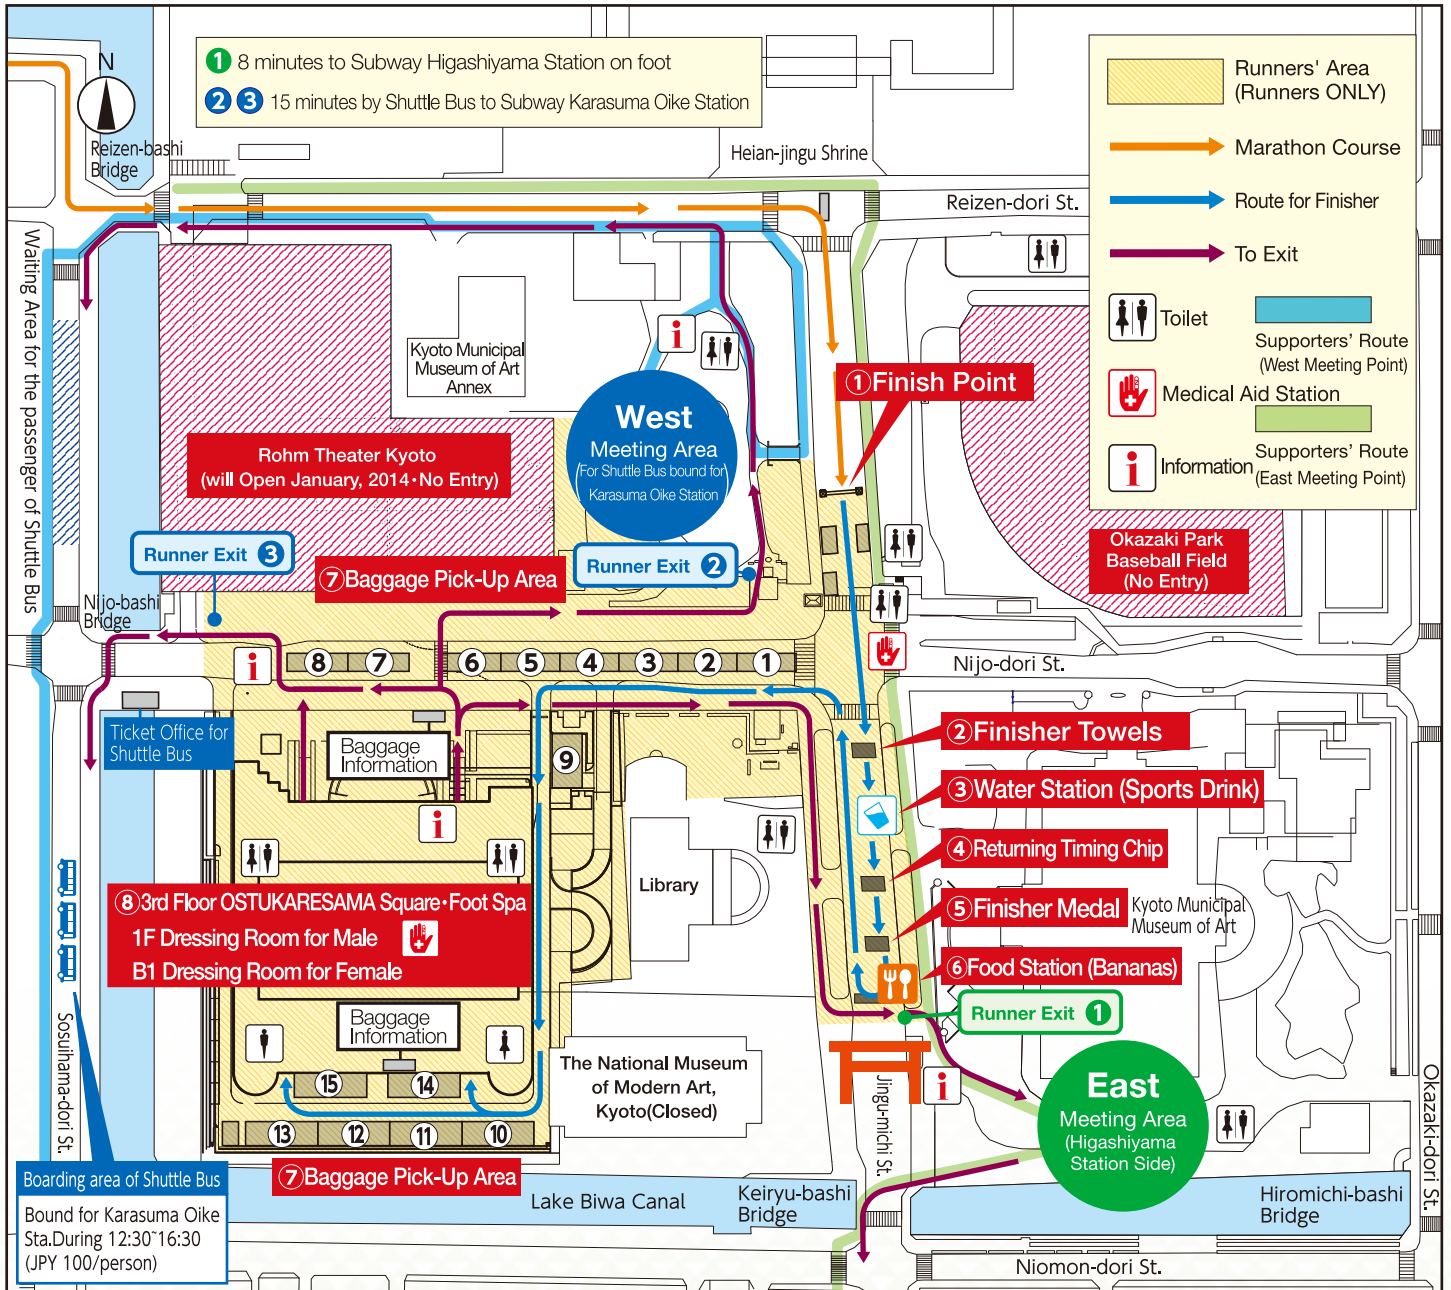 N
1 8 minutes to Subway Higashiyama Station on foot
2 3 15 minutes by Shuttle Bus to Subway Karasuma Oike Station
Runners' Area
(Runners ONLY)
Marathon Course
Route for Finisher
To Exit
Toilet
Supporters' Route
(West Meeting Point)
Medical Aid Station
Information
Supporters' Route
(East Meeting Point)
Reizen-bashi
Bridge
Heian-jingu Shrine
Reizen-dori St.
Waiting Area for the passenger of Shuttle Bus
Kyoto Municipal
Museum of Art
Annex
①Finish Point
West
Meeting Area
(For Shuttle Bus bound for
Karasuma Oike Station
Rohm Theater Kyoto
(will Open January, 2014・No Entry)
Okazaki Park
Baseball Field
(No Entry)
Runner Exit 3
⑦Baggage Pick-Up Area
Runner Exit 2
Nijo-bashi
Bridge
Nijo-dori St.
8 7 6 5 4 3 2 1
Ticket Office for
Shuttle Bus
Baggage
Information
9
②Finisher Towels
③Water Station (Sports Drink)
④Returning Timing Chip
⑤Finisher Medal
Kyoto Municipal
Museum of Art
⑥Food Station (Bananas)
Library
⑧3rd Floor OSTUKARESAMA Square・Foot Spa
1F Dressing Room for Male
B1 Dressing Room for Female
Runner Exit 1
Baggage
Information
Sosuihama-dori St.
The National Museum
of Modern Art,
Kyoto(Closed)
15 14
13 12 11 10
Jingu-michi St.
East
Meeting Area
(Higashiyama
Station Side)
Okazaki-dori St.
⑦Baggage Pick-Up Area
Boarding area of Shuttle Bus
Bound for Karasuma Oike
Sta.During 12:30~16:30
(JPY 100/person)
Lake Biwa Canal
Keiryu-bashi
Bridge
Hiromichi-bashi
Bridge
Niomon-dori St.